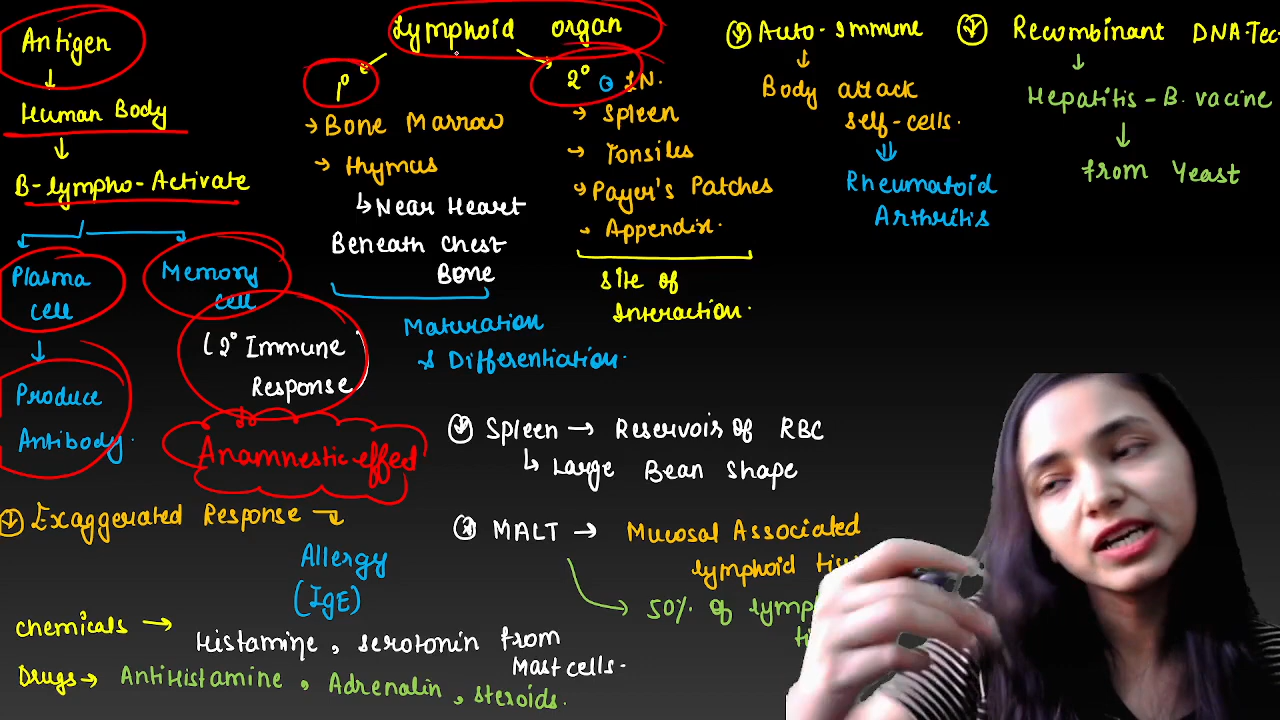 Antigen
Human Body
B-lympho-Activate
Plasma
cell
Memory
cell
Produce
Antibody.
(2° Immune
Response)
Anamnestic effect
Lymphoid organ
1°
→ Bone Marrow
→ Thymus
↳ Near Heart
Beneath Chest
Bone
Maturation
& Differentiation.
2° L.N.
→ Spleen
→ Tonsiles
→ Payer's Patches
→ Appendix.
Site of
Interaction.
Auto-Immune
Body attack
self-cells.
Rheumatoid
Arthritis
Recombinant DNA-Tec
Hepatitis-B. vacine
from Yeast
Spleen → Reservoir Of RBC
↳ Large Bean Shape
MALT → Mucosal Associated
lymphoid
50% of
Exaggerated Response
Allergy
(IgE)
Chemicals →
Histamine, serotonin from
Mast cells.
Drugs → AntiHistamine, Adrenalin, steroids.